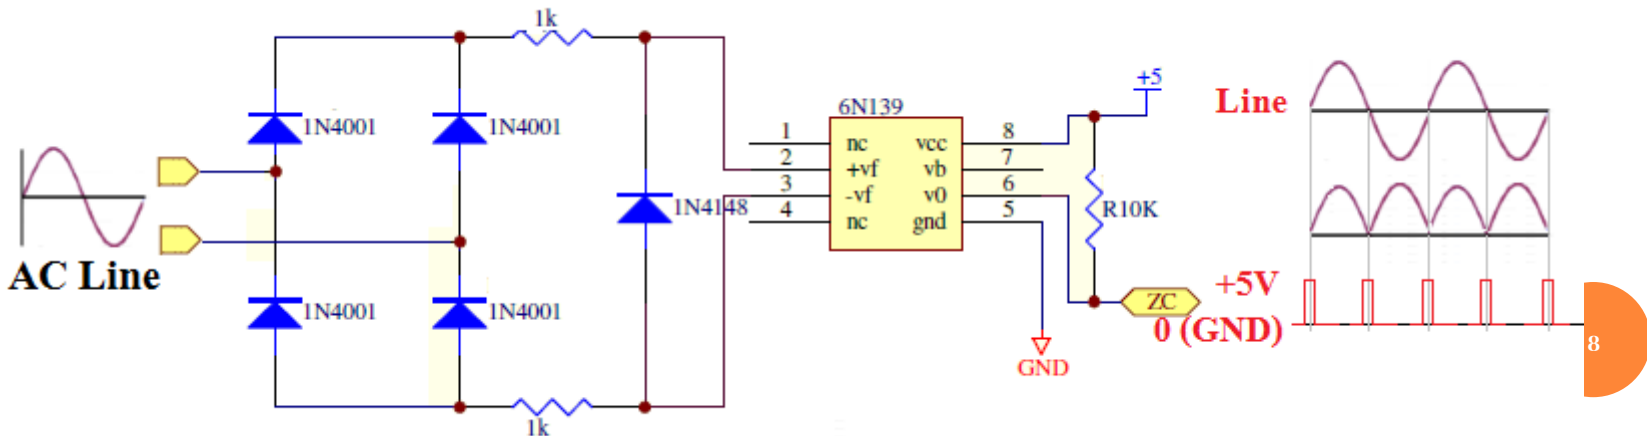 1k
+5
6N139
Line
1N4001
1N4001
1
nc
vcc
8
2
+vf
vb
7
3
-vf
v0
6
4
nc
gnd
5
1N4148
R10K
AC Line
1N4001
1N4001
+5V
ZC
0 (GND)
8
GND
1k